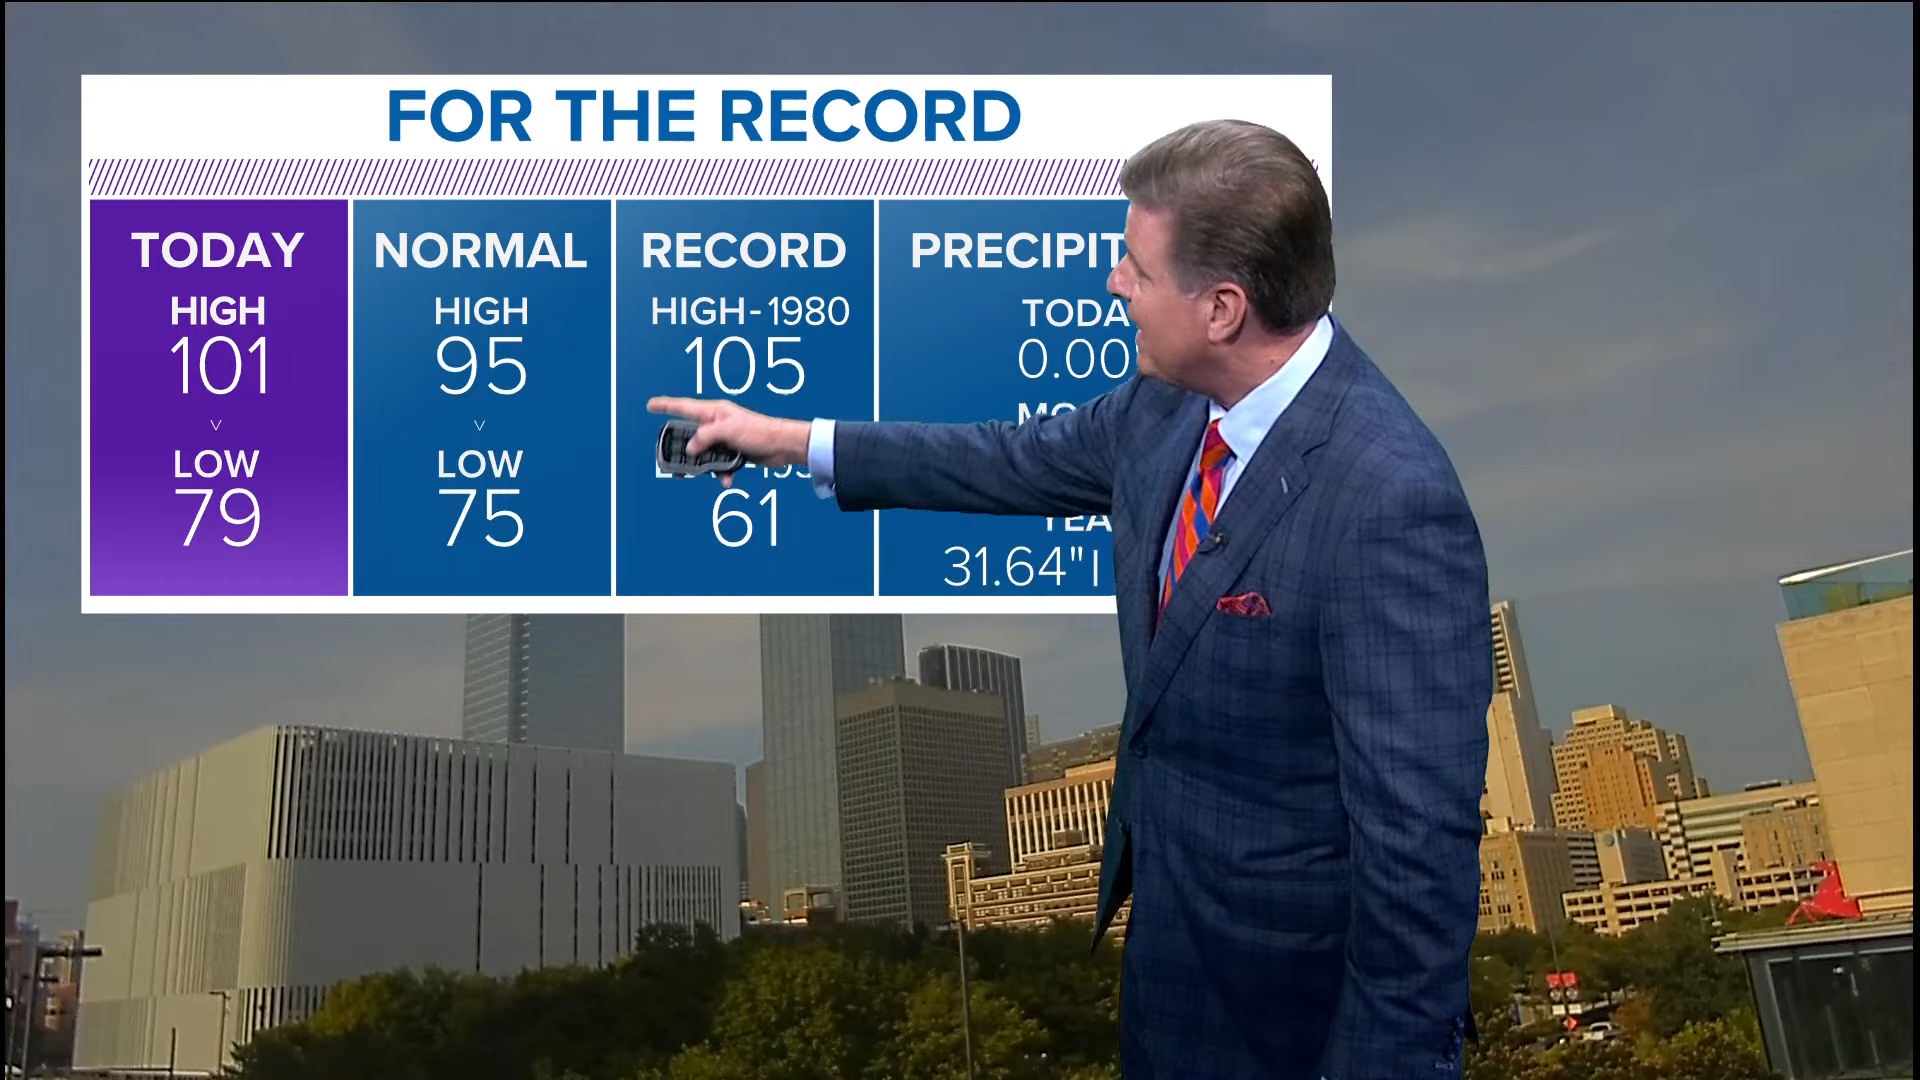 FOR THE RECORD
TODAY
HIGH
101
LOW
79
NORMAL
HIGH
95
LOW
75
RECORD
HIGH-1980
105
61
PRECIPIT
TODA
0.00
YEA
31.64"